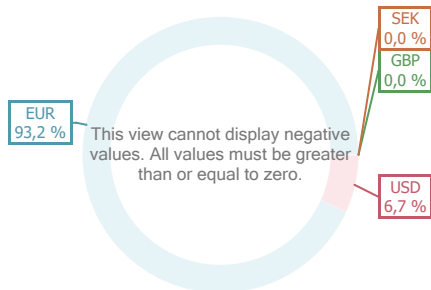 SEK
0,0 %
GBP
0,0 %
EUR
93,2 %
This view cannot display negative
values. All values must be greater
than or equal to zero.
USD
6,7 %